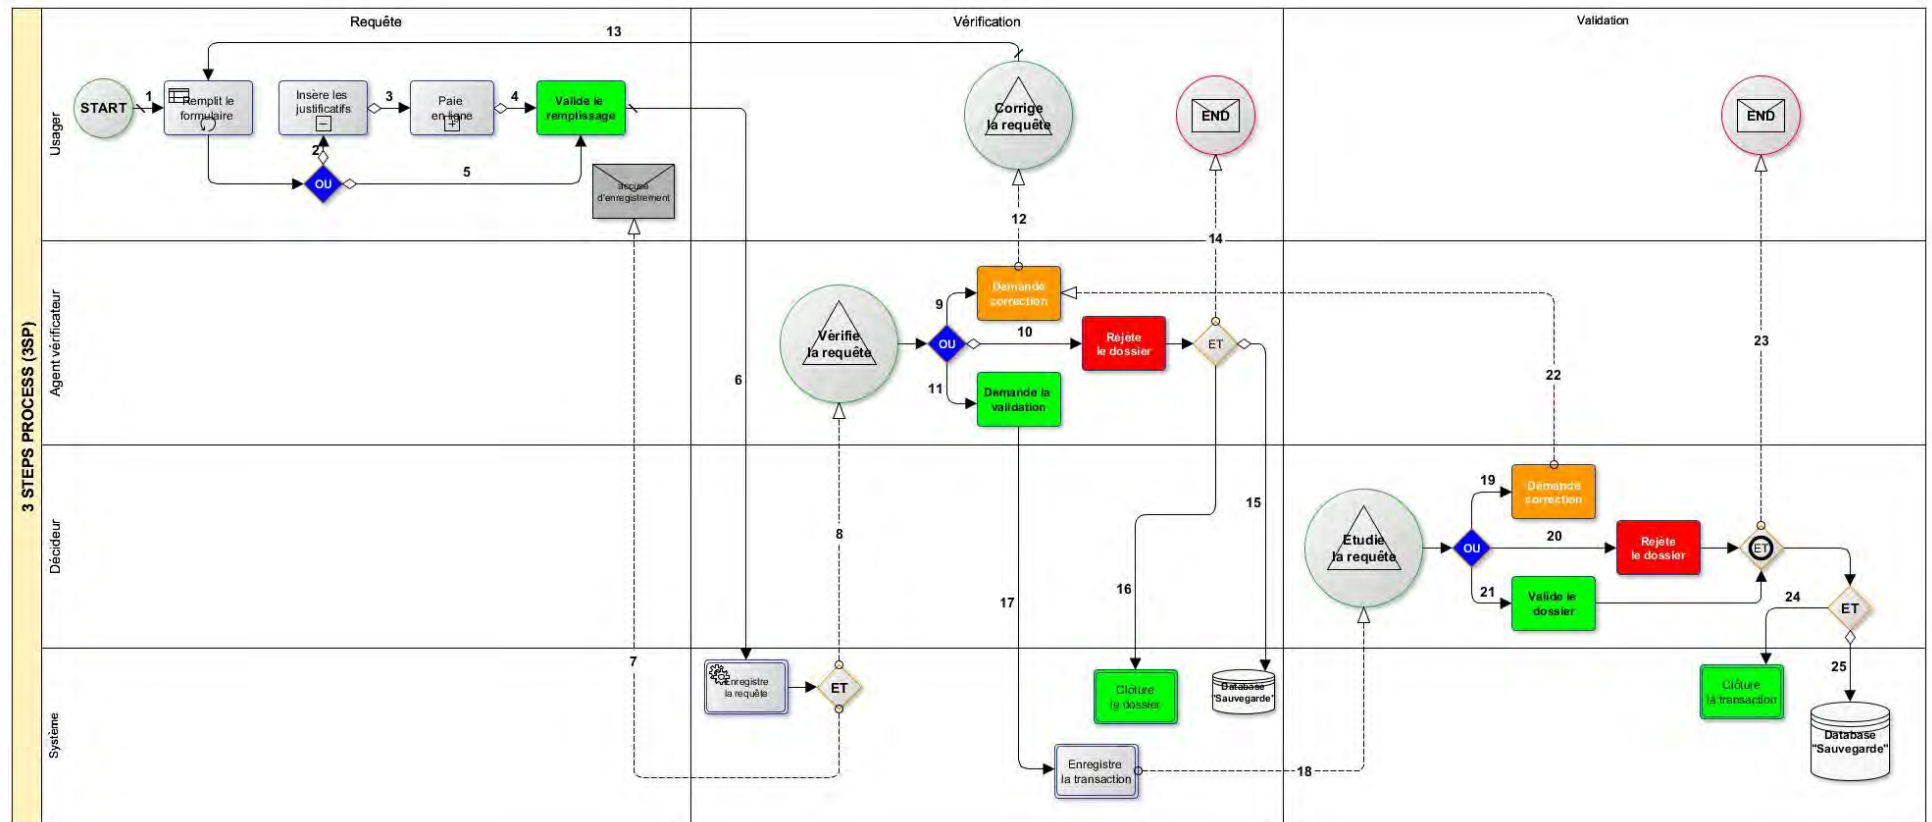 3 STEPS PROCESS (3SP)
Requête
Vérification
Validation
Usager
START
1
Remplit le
formulaire
2
OU
Insère les
justificatifs
3
Paie
en ligne
4
Valide le
remplissage
5
accusé
d'enregistrement
13
Corrige
la requête
END
END
12
14
Agent vérificateur
6
Vérifie
la requête
OU
9
Demande
correction
10
Rejète
le dossier
ET
11
Demande la
validation
22
23
Décideur
8
17
16
15
Etudie
la requête
OU
19
Demande
correction
20
Rejète
le dossier
ET
21
Valide le
dossier
24
ET
Système
7
Enregistre
la requête
ET
Clôture
le dossier
Database
"Sauvegarde"
Enregistre
la transaction
18
Clôture
la transaction
25
Database
"Sauvegarde"